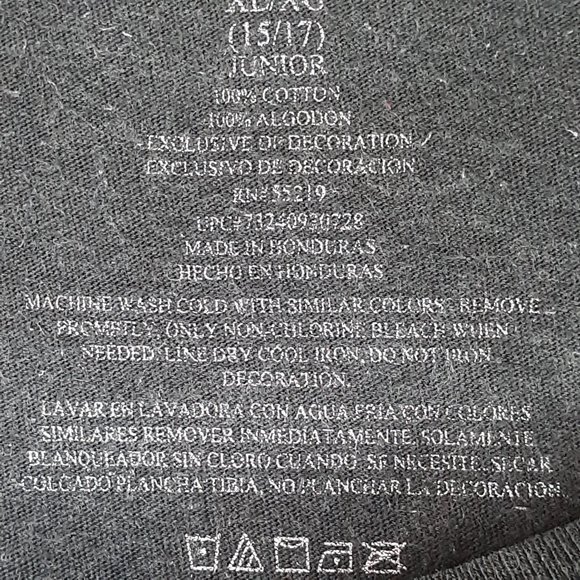 XL/XG
(15/17)
JUNIOR
100% COTTON
100% ALGODON
EXCLUSIVE OF DECORATION /
EXCLUSIVO DE DECORACION
RN# 55219
UPC#73240930728
MADE IN HONDURAS
HECHO EN HONDURAS
MACHINE WASH COLD WITH SIMILAR COLORS. REMOVE
PROMPTLY, ONLY NON-CHLORINE BLEACH WHEN
NEEDED. LINE DRY COOL IRON, DO NOT IRON
DECORATION.
LAVAR EN LAVADORA CON AGUA FRIA CON COLORES
SIMILARES REMOVER INMEDIATAMENTE, SOLAMENTE
BLANQUEADOR SIN CLORO CUANDO SE NECESITE, SECAR
COLGADO PLANCHA TIBIA, NO PLANCHAR LA DECORACION.